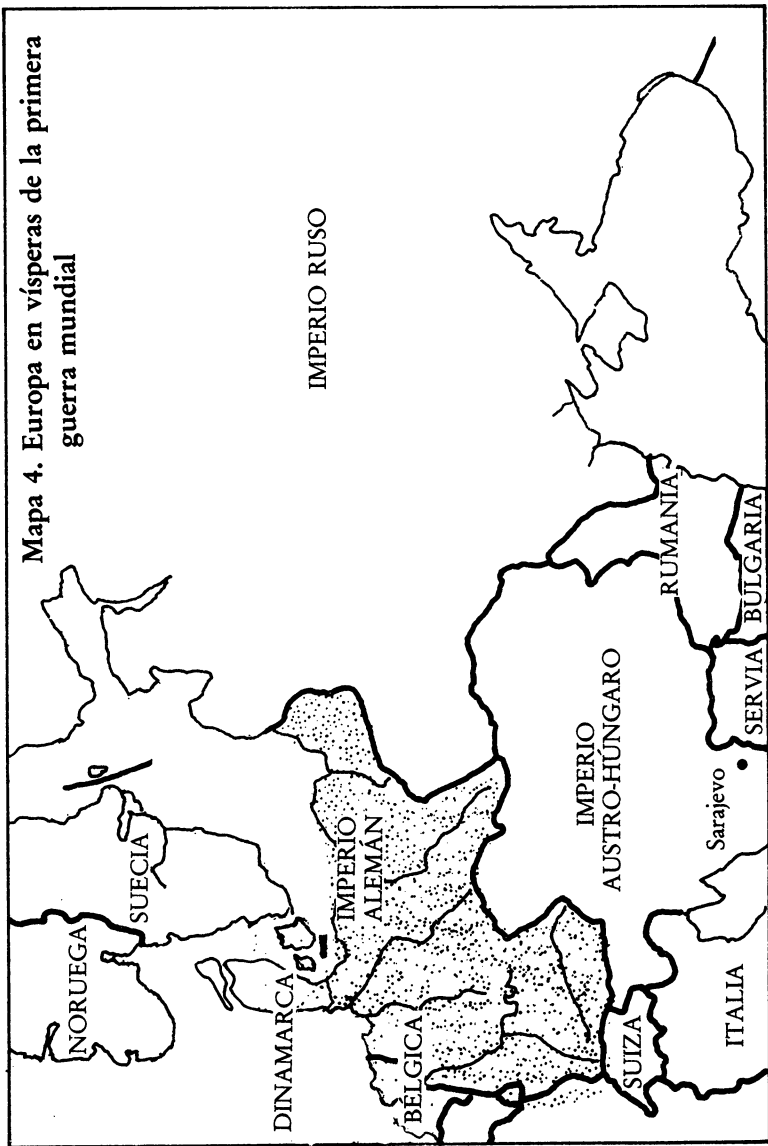 Mapa 4. Europa en vísperas de la primera
guerra mundial
NORUEGA
SUECIA
DINAMARCA
IMPERIO RUSO
IMPERIO
ALEMÁN
BÉLGICA
IMPERIO
AUSTRO-HÚNGARO
SUIZA
ITALIA
Sarajevo
SERVIA
RUMANIA
BULGARIA